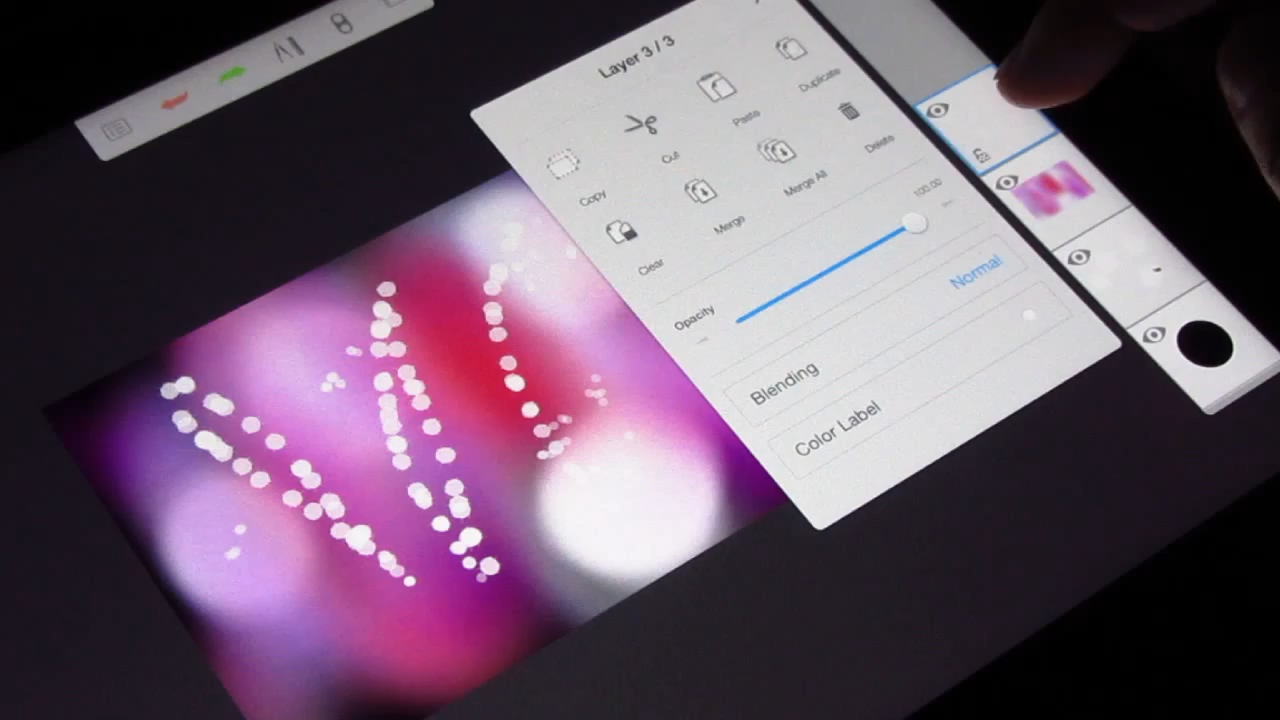 Layer 3 / 3
Copy
Cut
Paste
Duplicate
Clear
Merge
Merge All
Delete
Opacity
100.00
Blending
Normal
Color Label